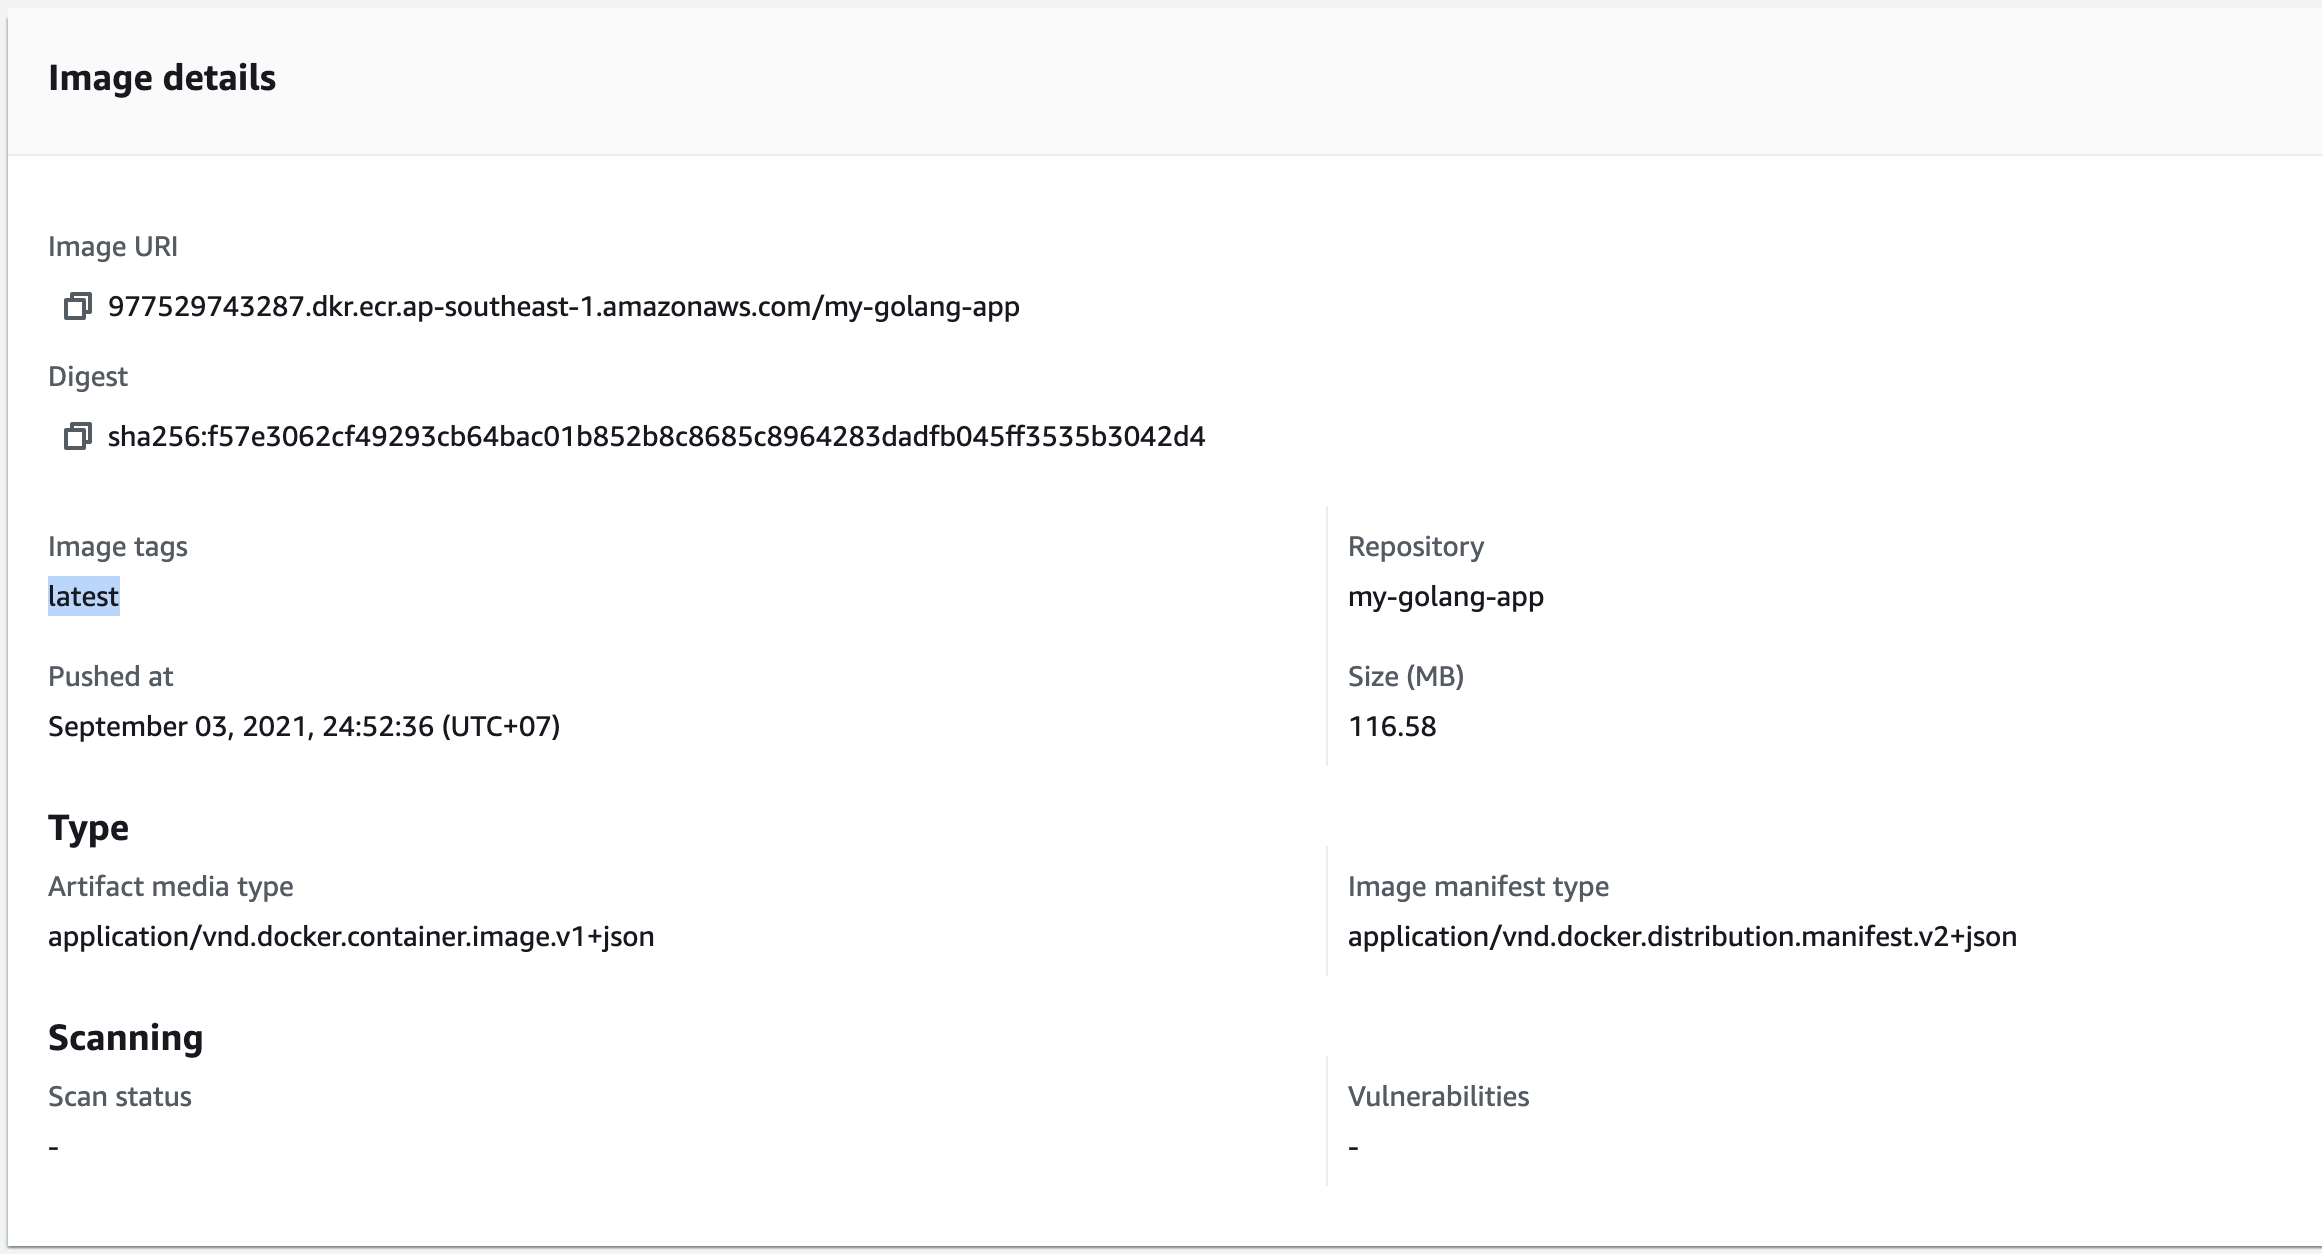 Image details
Image URI
977529743287.dkr.ecr.ap-southeast-1.amazonaws.com/my-golang-app
Digest
sha256:f57e3062cf49293cb64bac01b852b8c8685c8964283dadfb045ff3535b3042d4
Image tags
Repository
latest
my-golang-app
Pushed at
Size (MB)
September 03, 2021, 24:52:36 (UTC+07)
116.58
Type
Artifact media type
Image manifest type
application/vnd.docker.container.image.v1+json
application/vnd.docker.distribution.manifest.v2+json
Scanning
Scan status
Vulnerabilities
-
-